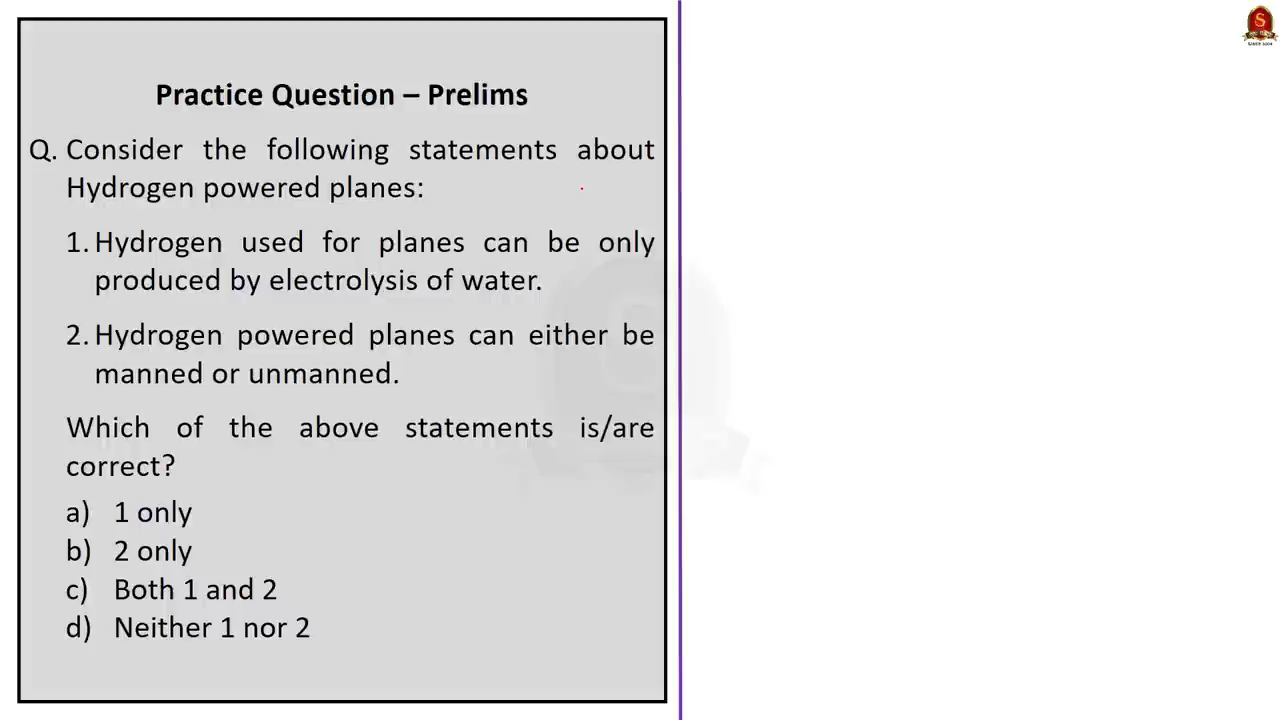 Practice Question – Prelims
Q. Consider the following statements about
Hydrogen powered planes:
1. Hydrogen used for planes can be only
produced by electrolysis of water.
2. Hydrogen powered planes can either be
manned or unmanned.
Which of the above statements is/are
correct?
a) 1 only
b) 2 only
c) Both 1 and 2
d) Neither 1 nor 2
S